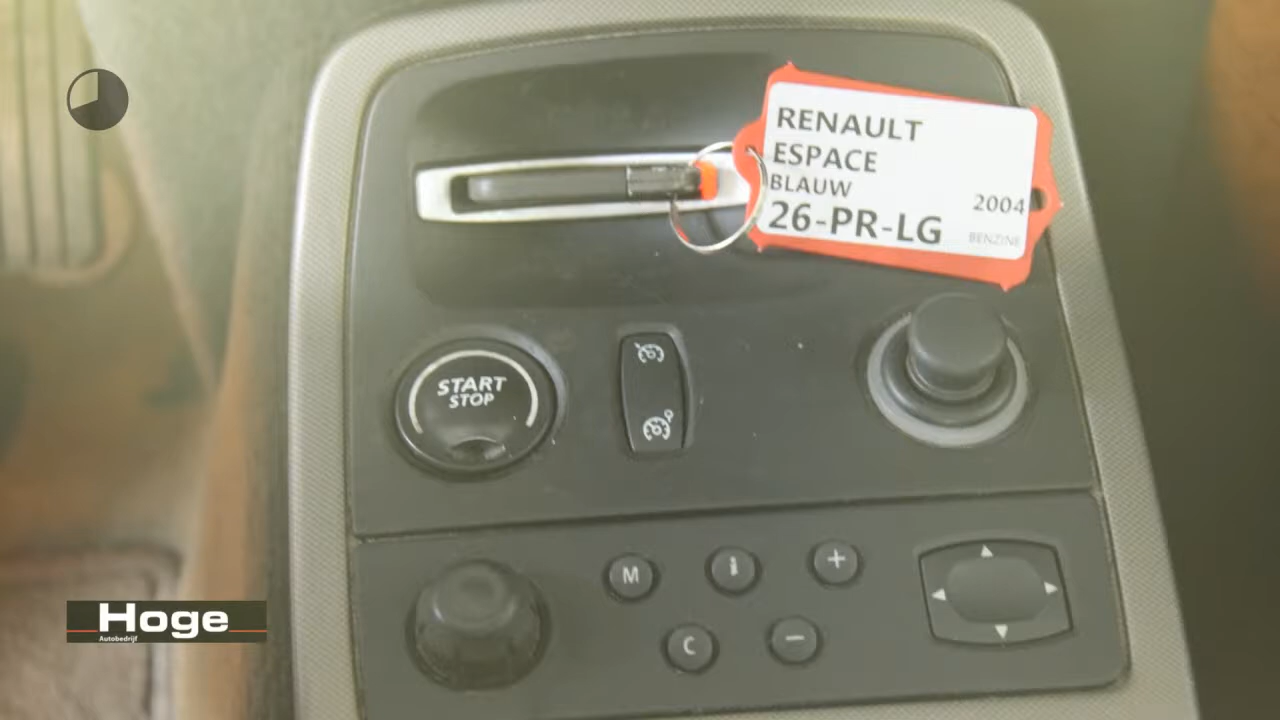 RENAULT
ESPACE
BLAUW
2004
26-PR-LG
BENZINE
START
STOP
M
i
+
C
−
Hoge
Autobedrijf